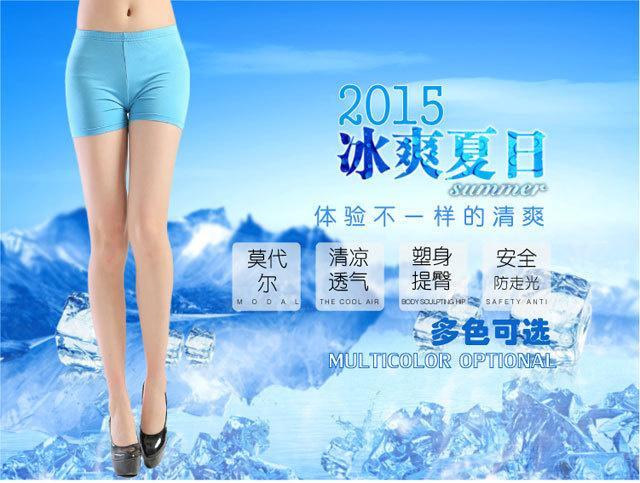 2015
冰爽夏日
summer
体验不一样的清爽
莫代
尔
MODAL
清凉
透气
THE COOL AIR
塑身
提臀
BODY SCULPTING HIP
安全
防走光
SAFETY ANTI
多色可选
MULTICOLOR OPTIONAL